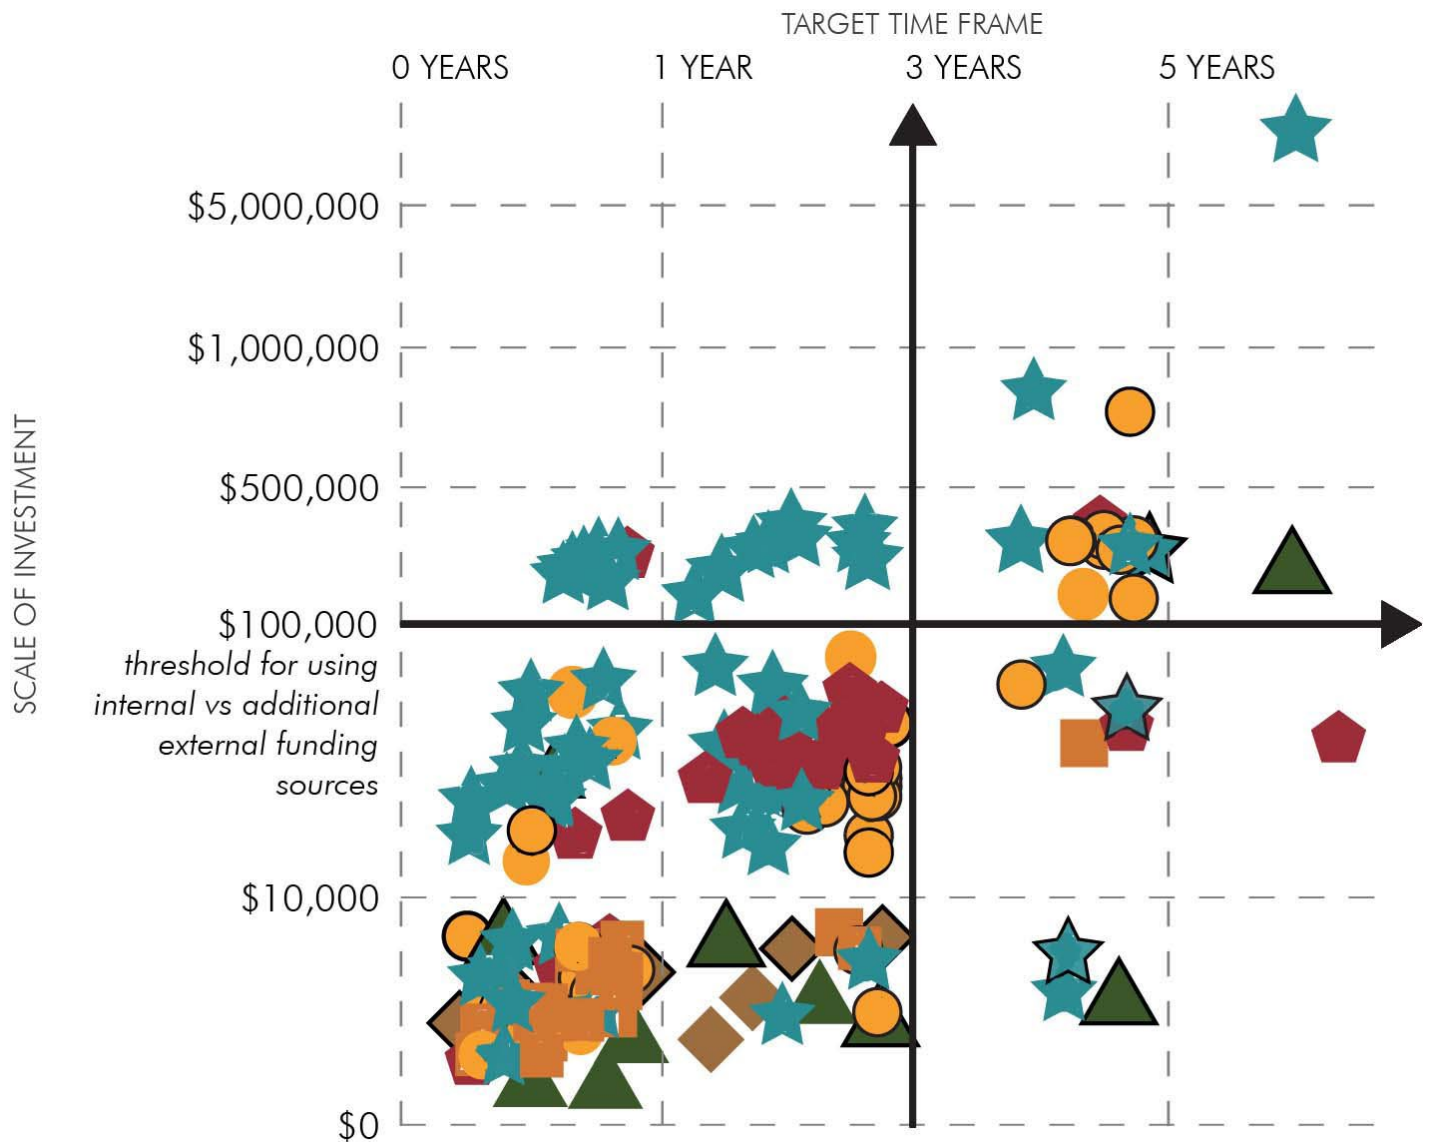 TARGET TIME FRAME
0 YEARS
1 YEAR
3 YEARS
5 YEARS
$5,000,000
$1,000,000
$500,000
$100,000
threshold for using
internal vs additional
external funding
sources
$10,000
$0
SCALE OF INVESTMENT